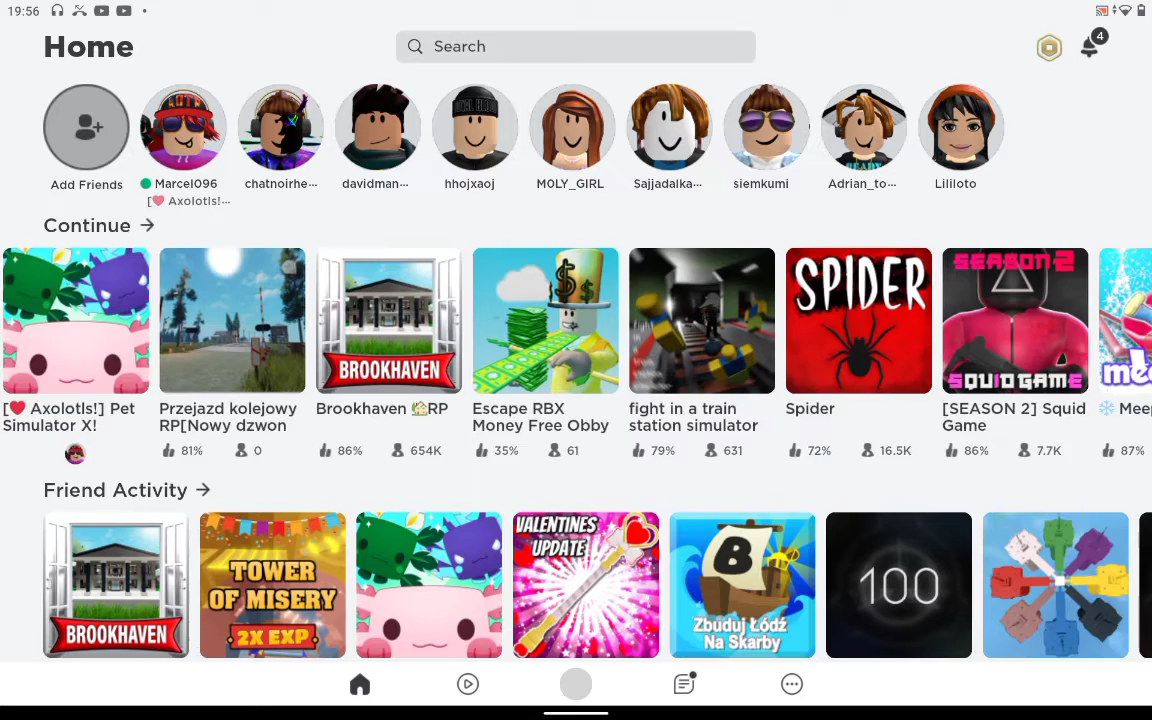 19:56
Home
Search
4
Add Friends
Marcel096
[❤️ Axolotls!...
chatnoirhe...
davidman...
hhojxaoj
M0LY_GIRL
Sajjadalka...
siemkumi
Adrian_to...
Lililoto
READY
Continue →
SPIDER
SEASON 2
BROOKHAVEN
SQUID GAME
[❤️ Axolotls!] Pet
Simulator X!
Przejazd kolejowy
RP[Nowy dzwon
81% 0
Brookhaven 🏡RP
86% 654K
Escape RBX
Money Free Obby
35% 61
fight in a train
station simulator
79% 631
Spider
72% 16.5K
[SEASON 2] Squid
Game
86% 7.7K
❄️ Mee
87%
Friend Activity →
BROOKHAVEN
TOWER
OF MISERY
2X EXP
VALENTINES
UPDATE
B
Zbuduj Łódź
Na Skarby
100